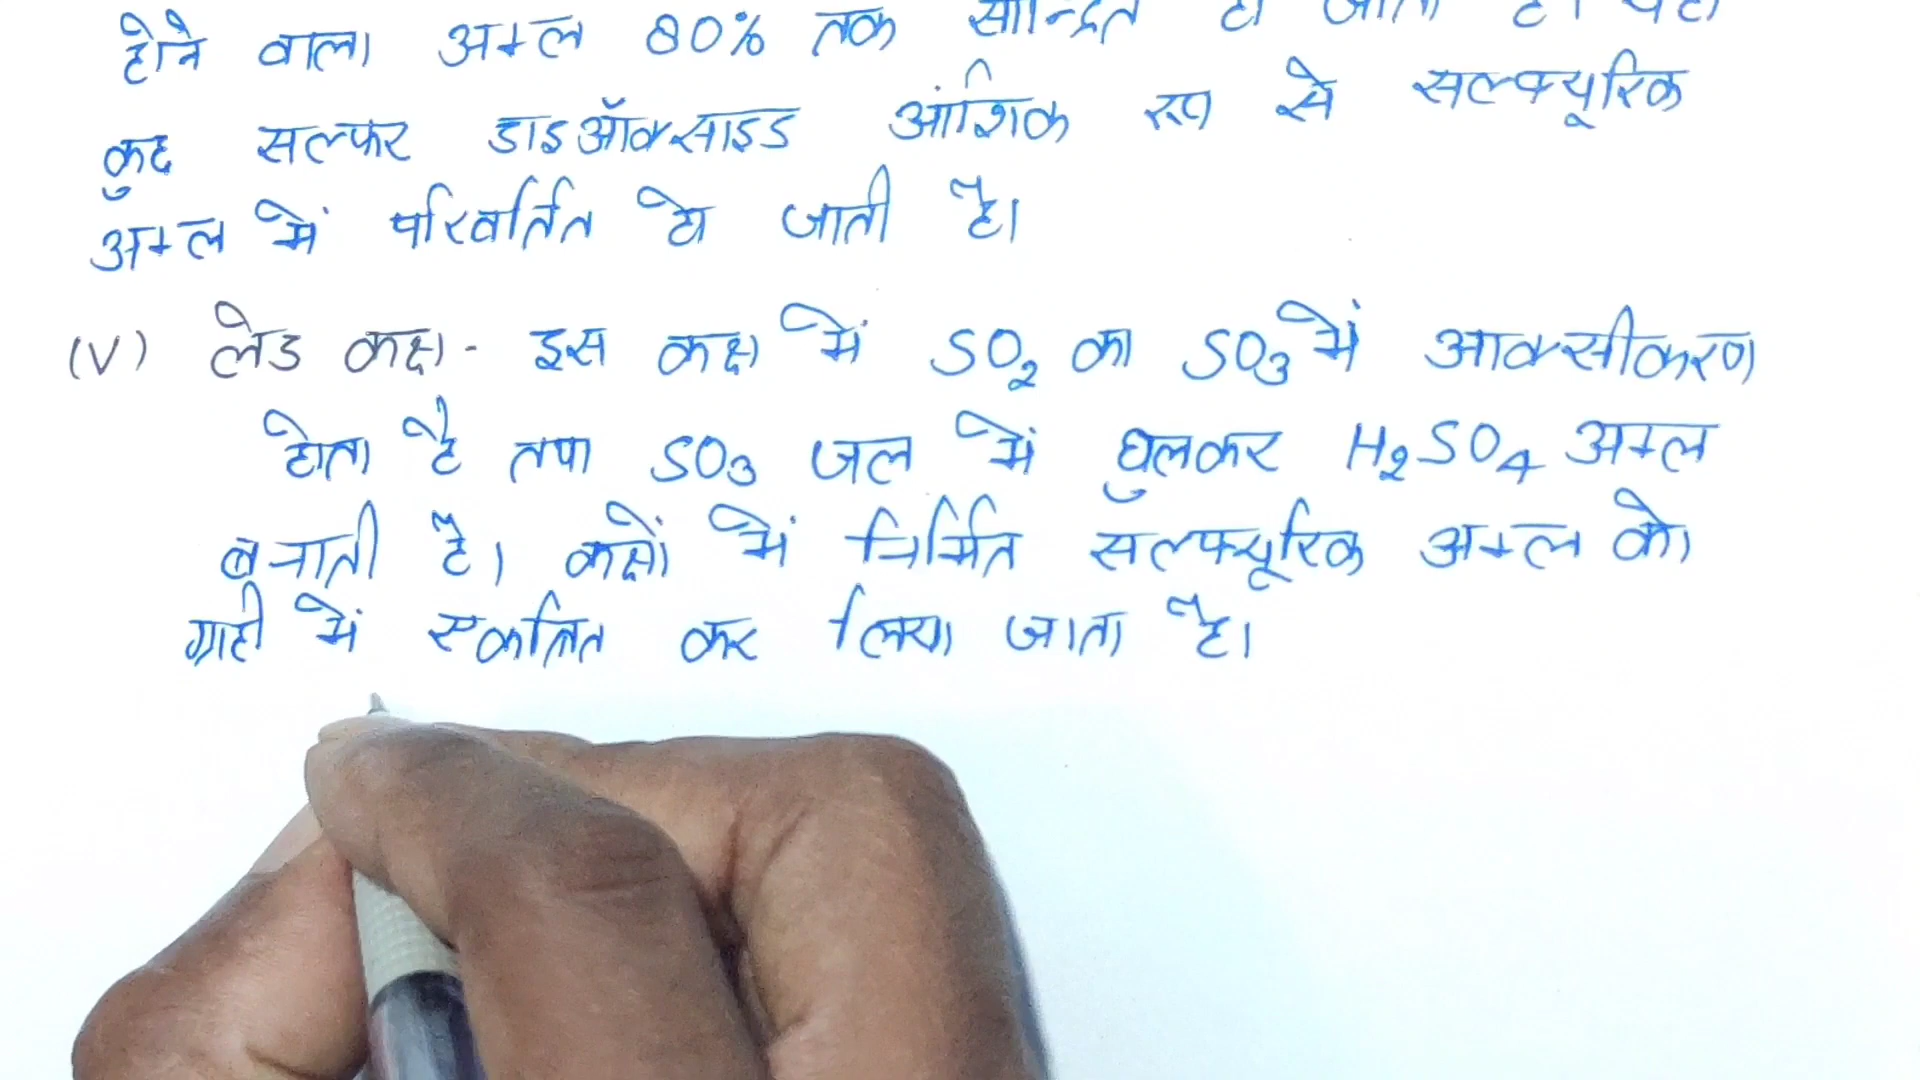 होने वाला अम्ल 80% तक सान्द्रित हो जाता है। यहाँ
कुछ सल्फर डाइऑक्साइड आंशिक रूप से सल्फ्यूरिक
अम्ल में परिवर्तित हो जाती है।
(V) लेड कक्ष - इस कक्ष में SO₂ का SO₃ में आक्सीकरण
होता है तथा SO₃ जल में घुलकर H₂SO₄ अम्ल
बनाती है। कक्षों में निर्मित सल्फ्यूरिक अम्ल को
ग्राही में एकत्रित कर लिया जाता है।